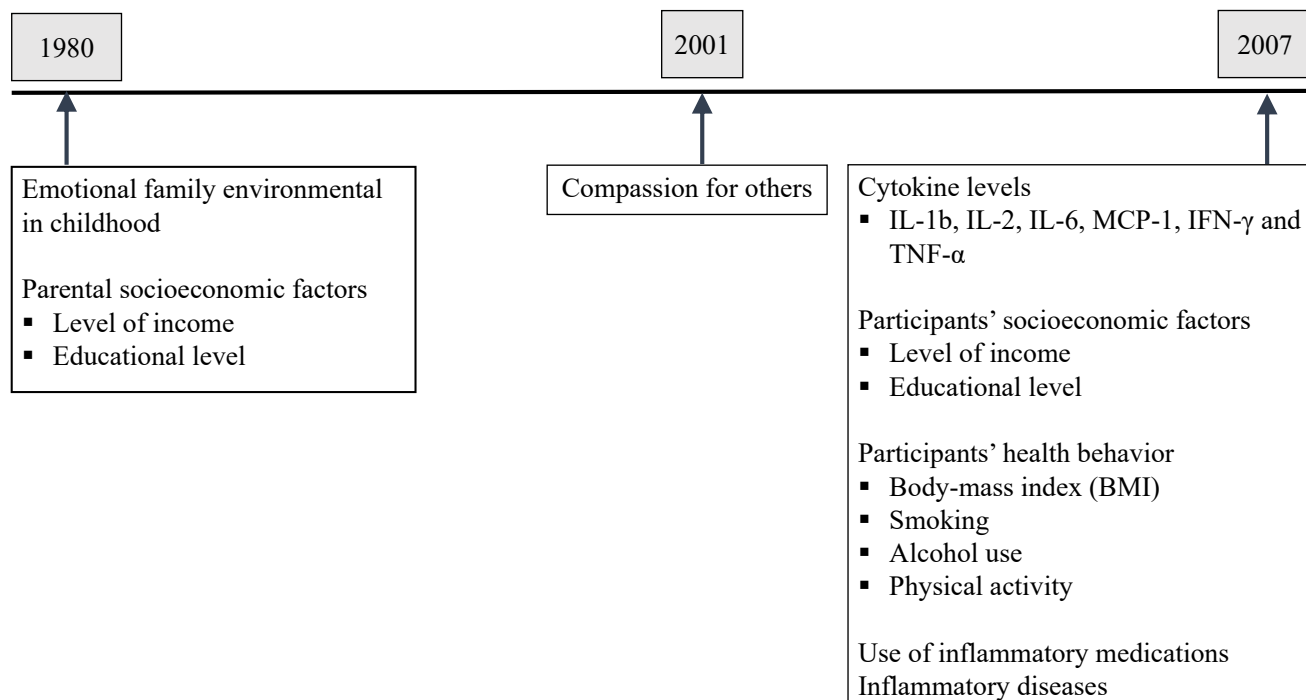 1980
2001
2007
Emotional family environmental
in childhood
Parental socioeconomic factors
▪ Level of income
▪ Educational level
Compassion for others
Cytokine levels
▪ IL-1b, IL-2, IL-6, MCP-1, IFN-γ and
TNF-α
Participants’ socioeconomic factors
▪ Level of income
▪ Educational level
Participants’ health behavior
▪ Body-mass index (BMI)
▪ Smoking
▪ Alcohol use
▪ Physical activity
Use of inflammatory medications
Inflammatory diseases